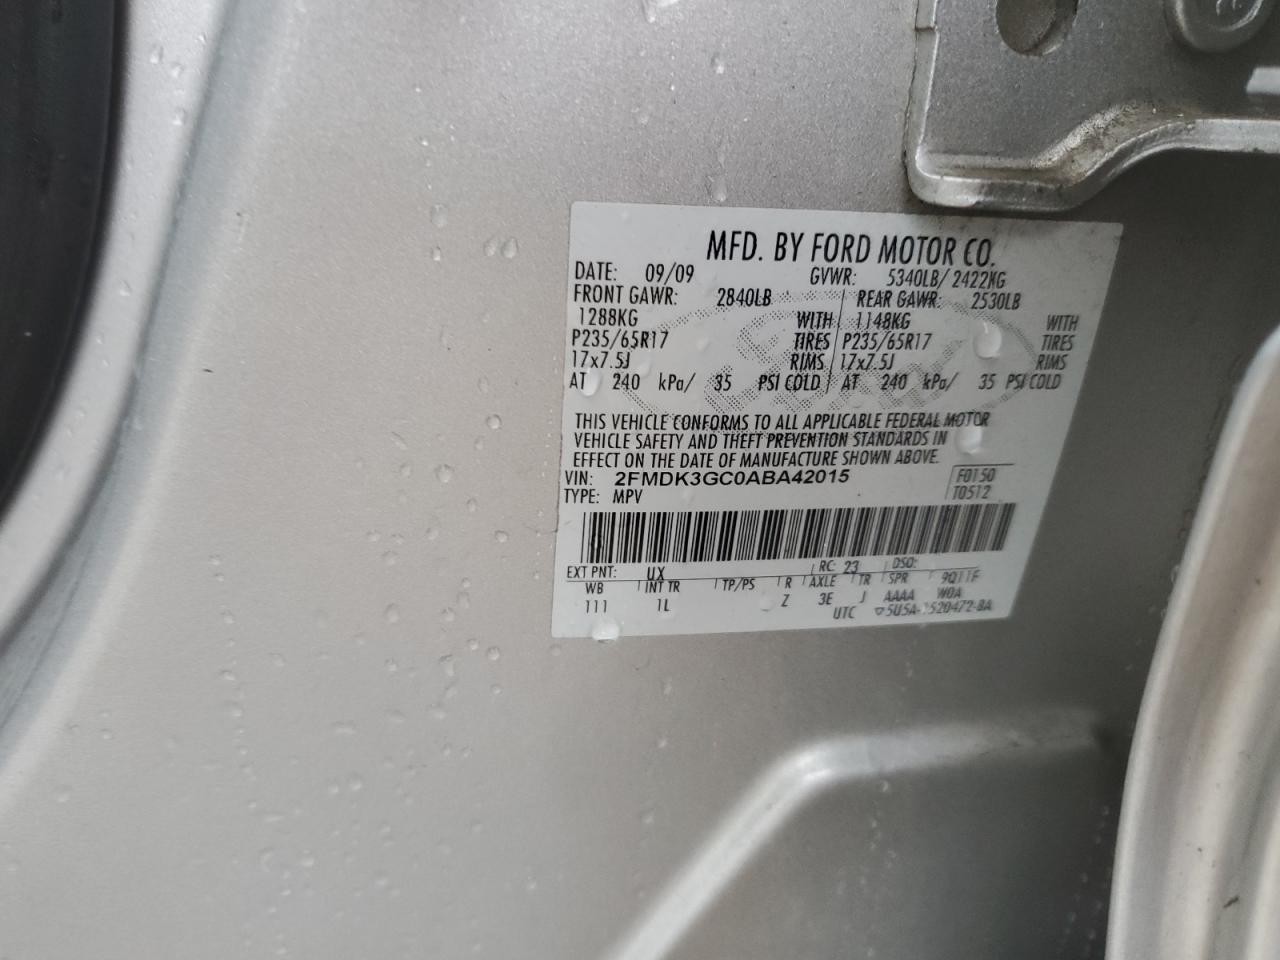 MFD. BY FORD MOTOR CO.
DATE: 09/09 GVWR: 5340LB/ 2422KG
FRONT GAWR: 2840LB REAR GAWR: 2530LB
1288KG WITH 1148KG WITH
P235/65R17 TIRES P235/65R17 TIRES
17x7.5J RIMS 17x7.5J RIMS
AT 240 kPa/ 35 PSI COLD AT 240 kPa/ 35 PSI COLD
THIS VEHICLE CONFORMS TO ALL APPLICABLE FEDERAL MOTOR
VEHICLE SAFETY AND THEFT PREVENTION STANDARDS IN
EFFECT ON THE DATE OF MANUFACTURE SHOWN ABOVE.
VIN: 2FMDK3GC0ABA42015 F0150
TYPE: MPV T0512
EXT PNT: UX RC: 23 DSO:
WB INT TR TP/PS R AXLE TR SPR
111 1L Z 3E J AAAA W0A
UTC